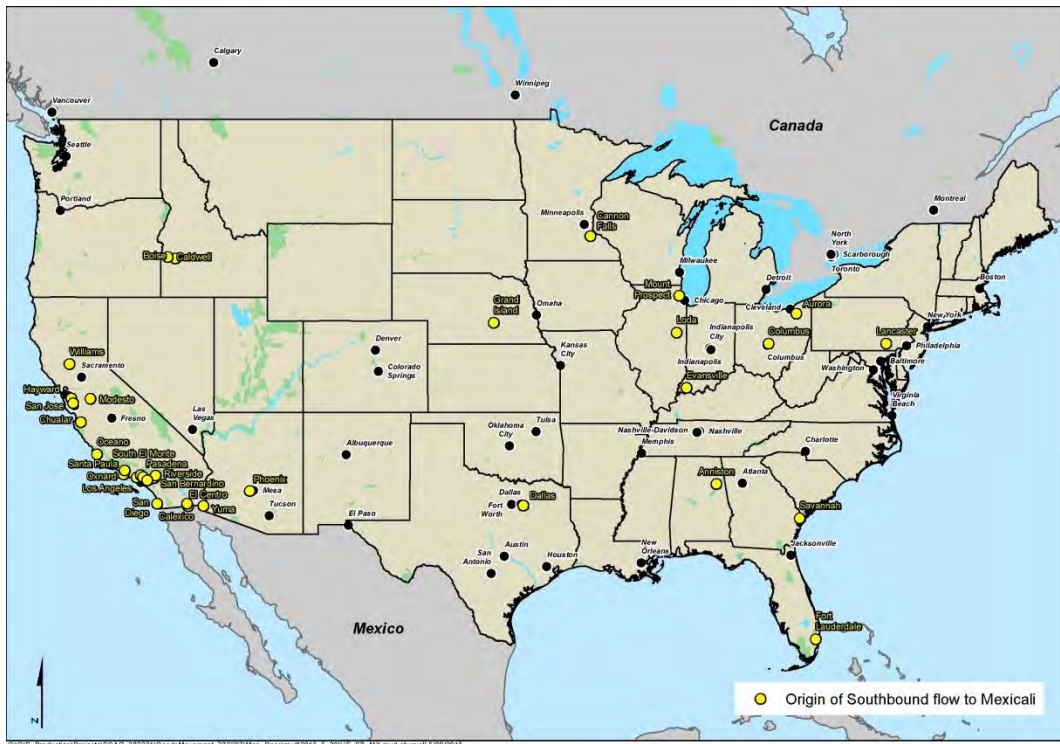 Calgary
Vancouver
Winnipeg
Canada
Seattle
Portland
Minneapolis
Cannon
Falls
Montreal
North
York
Scarborough
Toronto
Boise
Caldwell
Milwaukee
Detroit
Boston
Mount
Prospect
Chicago
Cleveland
Aurora
Grand
Island
Omaha
Loda
Indianapolis
City
Columbus
Lancaster
New York
Philadelphia
Williams
Sacramento
Denver
Colorado
Springs
Kansas
City
Indianapolis
Columbus
Baltimore
Washington
Evansville
Hayward
San Jose
Modesto
Chualar
Fresno
Las
Vegas
Virginia
Beach
Tulsa
Oklahoma
City
Nashville-Davidson
Nashville
Memphis
Charlotte
Oceano
South El Monte
Santa Paula
Pasadena
Oxnard
Riverside
Los Angeles
San Bernardino
Albuquerque
Phoenix
Mesa
Anniston
Atlanta
San
Diego
El Centro
Calexico
Yuma
Tucson
El Paso
Dallas
Dallas
Fort
Worth
Savannah
Jacksonville
Austin
San
Antonio
Houston
New
Orleans
Mexico
Fort
Lauderdale
N
Origin of Southbound flow to Mexicali